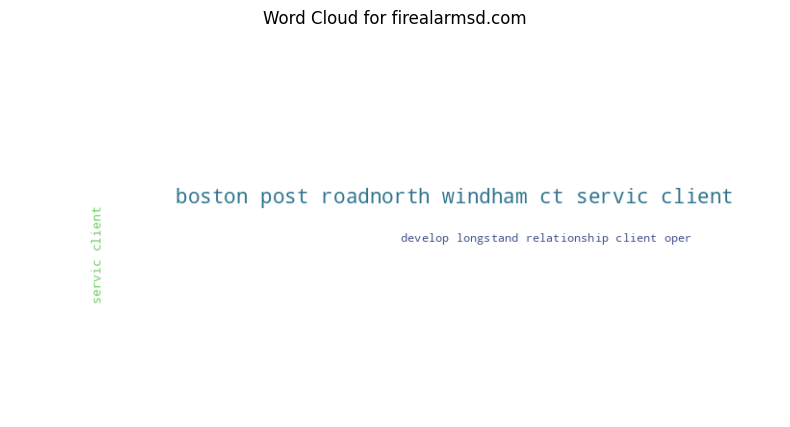 Word Cloud for firealarmsd.com
boston post roadnorth windham ct servic client
develop longstand relationship client oper
servic client